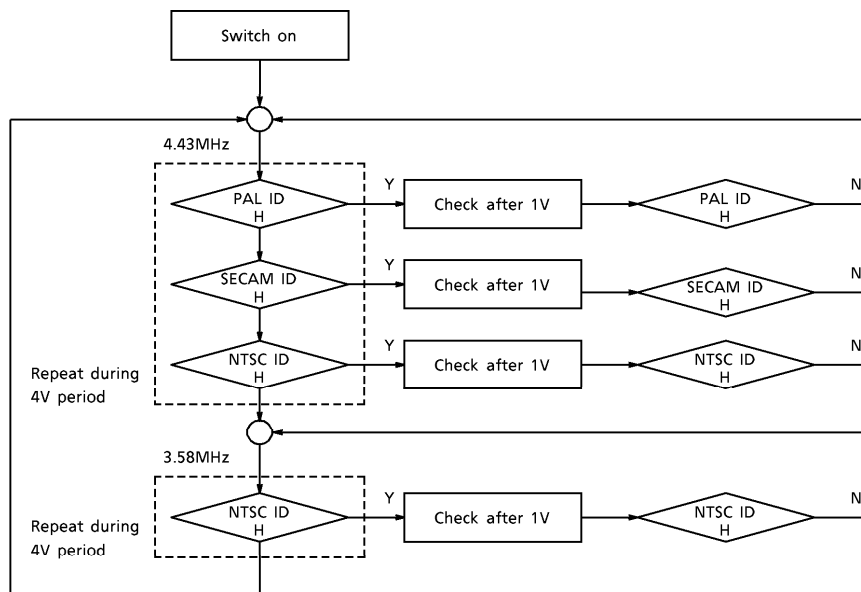 Switch on
4.43MHz
PAL ID
H
Y
Check after 1V
PAL ID
H
N
SECAM ID
H
Y
Check after 1V
SECAM ID
H
N
NTSC ID
H
Y
Check after 1V
NTSC ID
H
N
Repeat during
4V period
3.58MHz
NTSC ID
H
Y
Check after 1V
NTSC ID
H
N
Repeat during
4V period